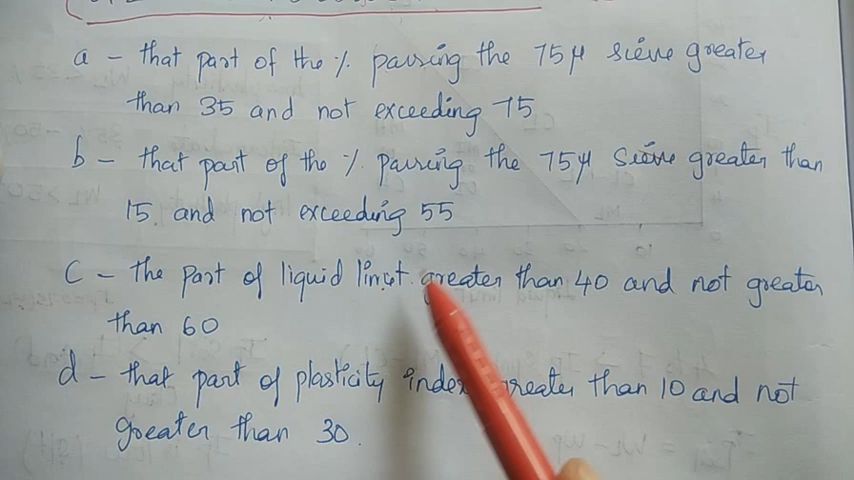 a - that part of the % passing the 75μ sieve greater
than 35 and not exceeding 75
b - that part of the % passing the 75μ sieve greater than
15. and not exceeding 55
c - the part of liquid limit greater than 40 and not greater
than 60
d - that part of plasticity index greater than 10 and not
greater than 30.